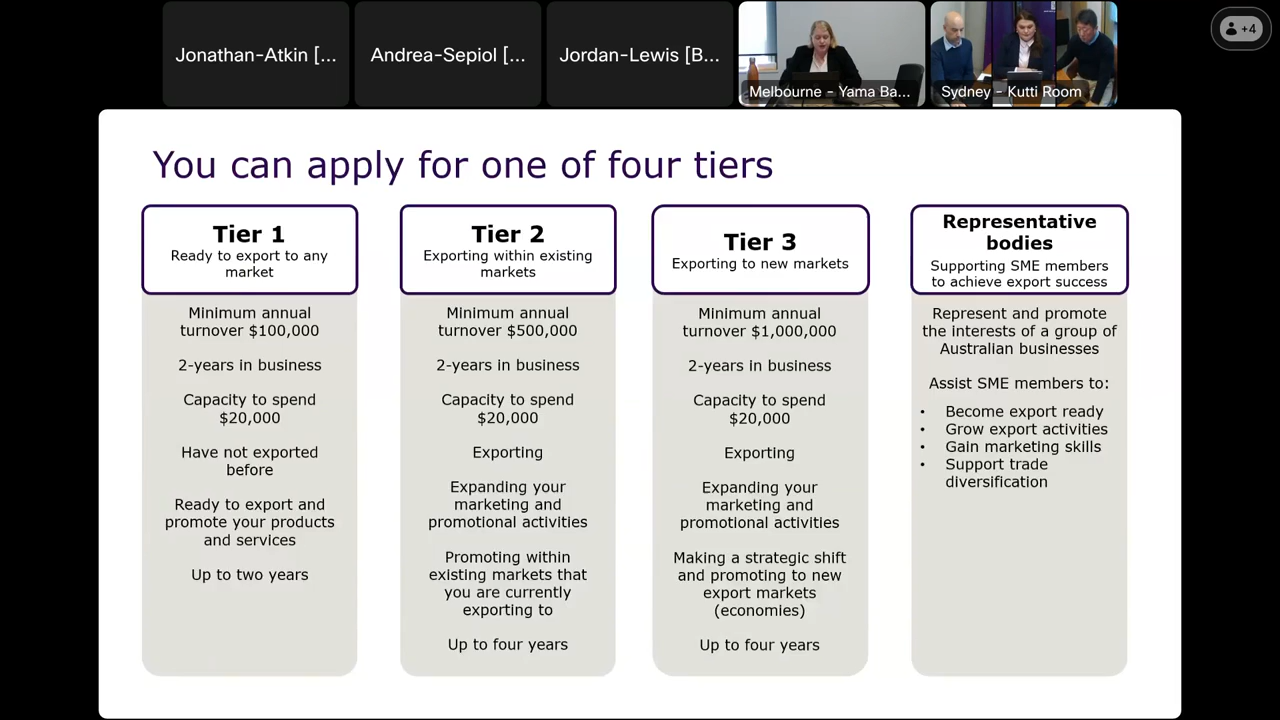 Jonathan-Atkin [...
Andrea-Sepiol [...
Jordan-Lewis [B...
Melbourne - Yama Ba...
Sydney - Kutti Room
+4
You can apply for one of four tiers
Tier 1
Ready to export to any
market
Minimum annual
turnover $100,000
2-years in business
Capacity to spend
$20,000
Have not exported
before
Ready to export and
promote your products
and services
Up to two years
Tier 2
Exporting within existing
markets
Minimum annual
turnover $500,000
2-years in business
Capacity to spend
$20,000
Exporting
Expanding your
marketing and
promotional activities
Promoting within
existing markets that
you are currently
exporting to
Up to four years
Tier 3
Exporting to new markets
Minimum annual
turnover $1,000,000
2-years in business
Capacity to spend
$20,000
Exporting
Expanding your
marketing and
promotional activities
Making a strategic shift
and promoting to new
export markets
(economies)
Up to four years
Representative
bodies
Supporting SME members
to achieve export success
Represent and promote
the interests of a group of
Australian businesses
Assist SME members to:
• Become export ready
• Grow export activities
• Gain marketing skills
• Support trade
diversification